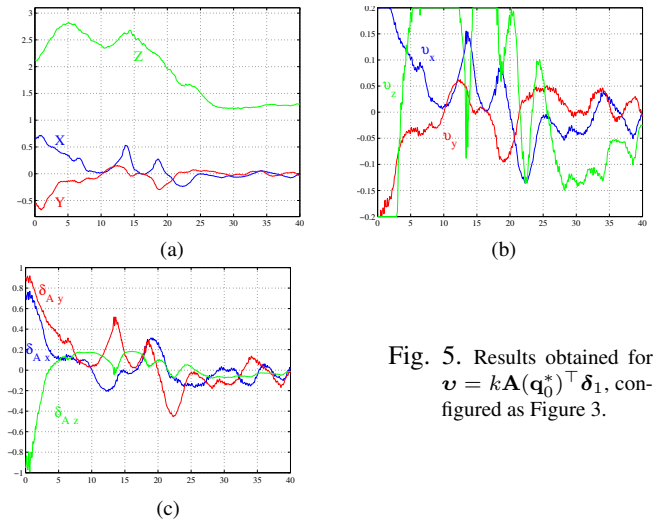 3
2.5
2
1.5
1
0.5
0
-0.5
Z
X
Y
0 5 10 15 20 25 30 35 40
(a)
0.2
0.15
0.1
0.05
0
-0.05
-0.1
-0.15
-0.2
υx
υz
υy
0 5 10 15 20 25 30 35 40
(b)
1
0.8
0.6
0.4
0.2
0
-0.2
-0.4
-0.6
-0.8
-1
δA y
δA x
δA z
0 5 10 15 20 25 30 35 40
(c)
Fig. 5. Results obtained for
υ = kA(q₀*)⊤δ₁, con-
figured as Figure 3.